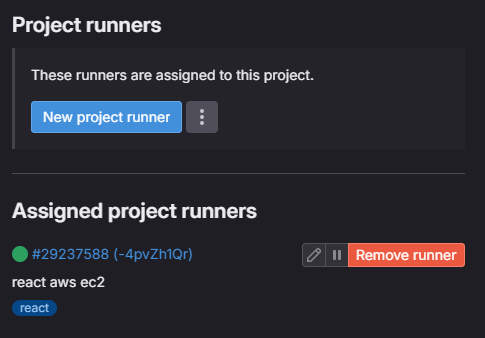 Project runners
These runners are assigned to this project.
New project runner
Assigned project runners
#29237588 (-4pvZh1Qr)
Remove runner
react aws ec2
react